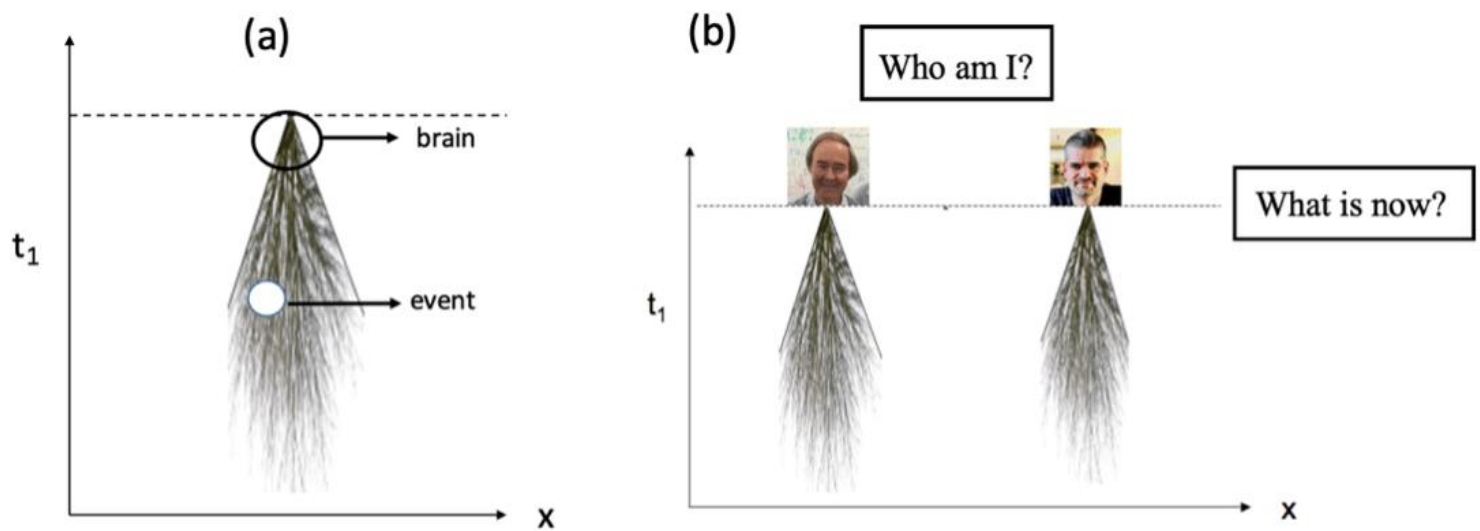 (a)
brain
t1
event
x
(b)
Who am I?
What is now?
t1
x